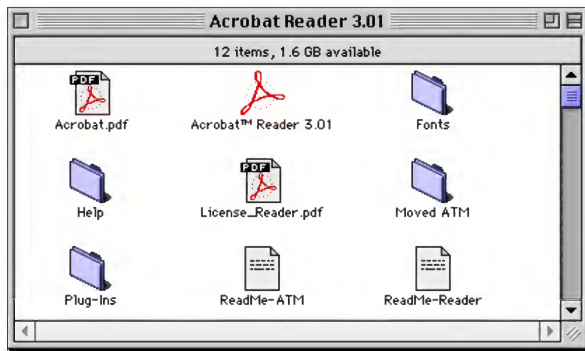 Acrobat Reader 3.01
12 items, 1.6 GB available
PDF
Acrobat.pdf
Acrobat™ Reader 3.01
Fonts
Help
PDF
License_Reader.pdf
Moved ATM
Plug-Ins
ReadMe-ATM
ReadMe-Reader